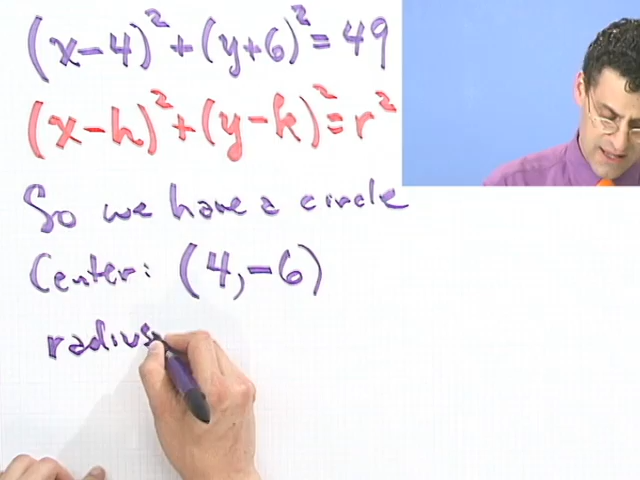 (x-4)²+(y+6)²=49
(x-h)²+(y-k)²=r²
So we have a circle
Center: (4,-6)
radius